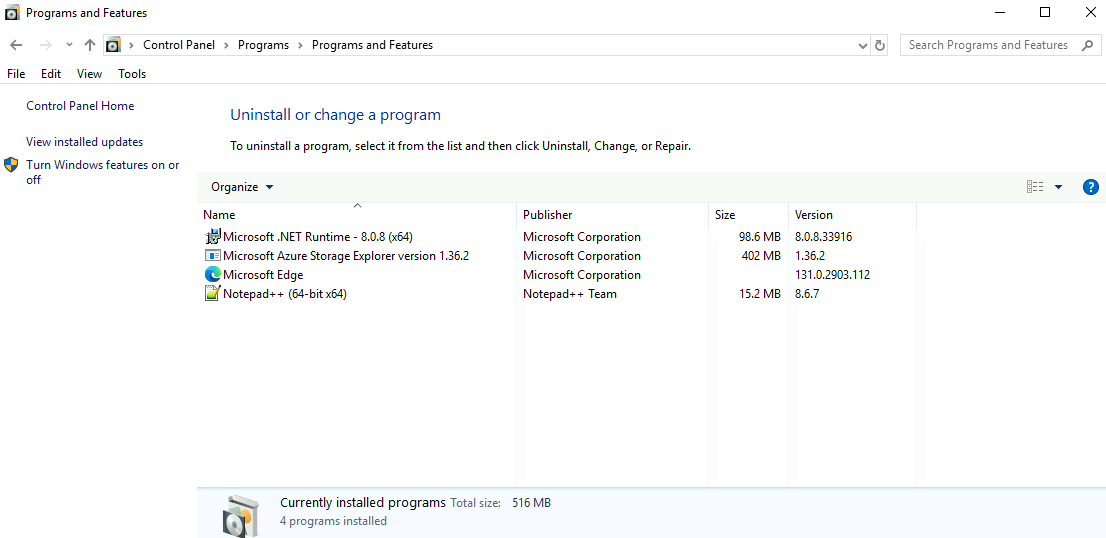 Programs and Features
Control Panel Programs Programs and Features
Search Programs and Features
File Edit View Tools
Control Panel Home
View installed updates
Turn Windows features on or
off
Uninstall or change a program
To uninstall a program, select it from the list and then click Uninstall, Change, or Repair.
Organize
?
Name Publisher Size Version
Microsoft .NET Runtime - 8.0.8 (x64) Microsoft Corporation 98.6 MB 8.0.8.33916
Microsoft Azure Storage Explorer version 1.36.2 Microsoft Corporation 402 MB 1.36.2
Microsoft Edge Microsoft Corporation 131.0.2903.112
Notepad++ (64-bit x64) Notepad++ Team 15.2 MB 8.6.7
Currently installed programs Total size: 516 MB
4 programs installed